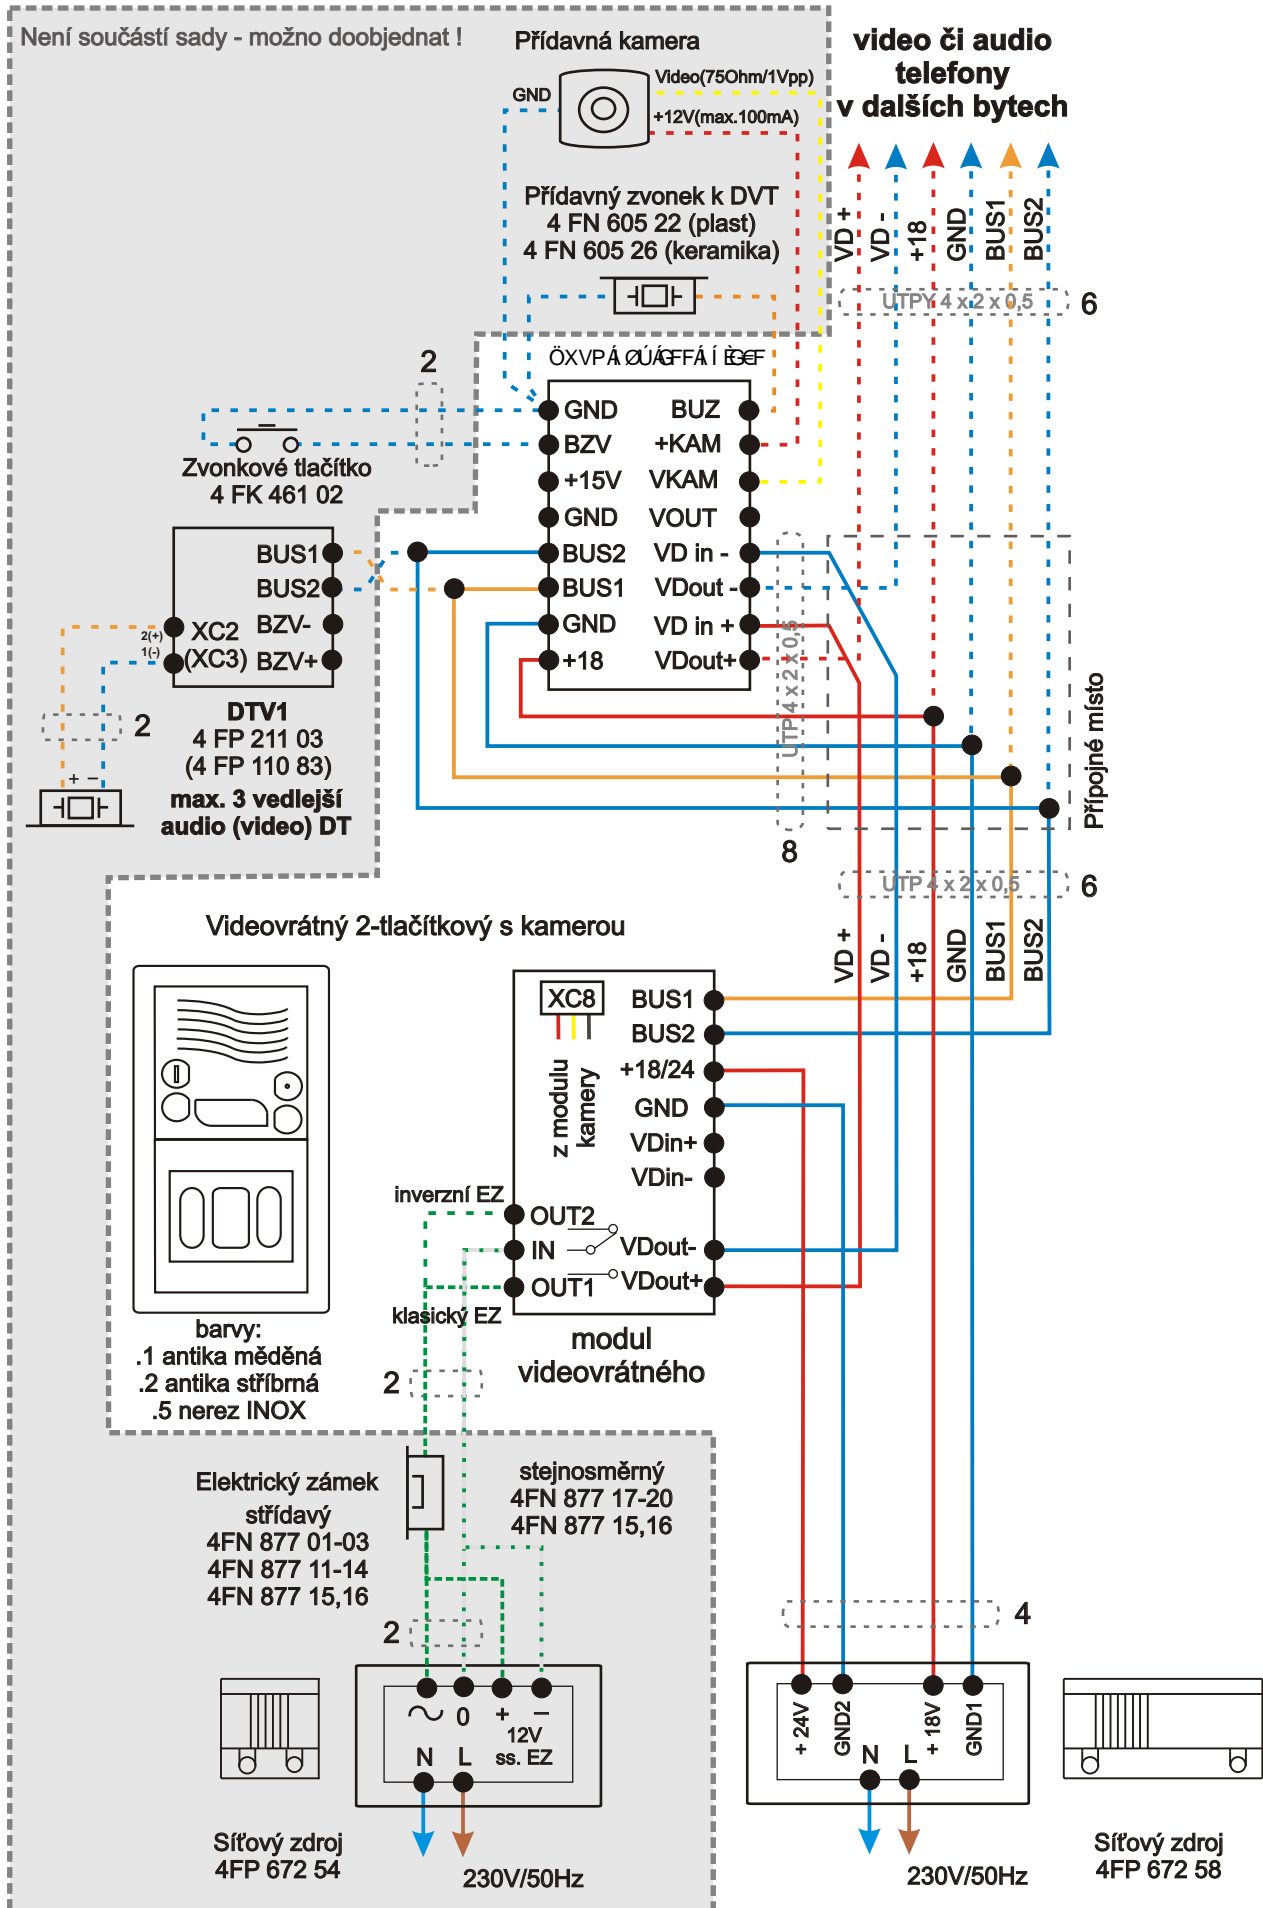 Není součástí sady - možno doobjednat !
Přídavná kamera
GND
Video(75Ohm/1Vpp)
+12V(max.100mA)
video či audio
telefony
v dalších bytech
Přídavný zvonek k DVT
4 FN 605 22 (plast)
4 FN 605 26 (keramika)
VD +
VD -
+18
GND
BUS1
BUS2
UTPY 4 x 2 x 0,5
6
2
Zvonkové tlačítko
4 FK 461 02
GND
BZV
+15V
GND
BUS2
BUS1
GND
+18
BUZ
+KAM
VKAM
VOUT
VD in -
VDout -
VD in +
VDout+
BUS1
BUS2
BZV-
BZV+
XC2
(XC3)
2(+)
1(-)
2
+ –
DTV1
4 FP 211 03
(4 FP 110 83)
max. 3 vedlejší
audio (video) DT
UTP 4 x 2 x 0,5
8
Přípojné místo
UTP 4 x 2 x 0,5
6
VD +
VD -
+18
GND
BUS1
BUS2
Videovrátný 2-tlačítkový s kamerou
barvy:
.1 antika měděná
.2 antika stříbrná
.5 nerez INOX
XC8
z modulu
kamery
BUS1
BUS2
+18/24
GND
VDin+
VDin-
VDout-
VDout+
OUT2
IN
OUT1
inverzní EZ
klasický EZ
modul
videovrátného
2
Elektrický zámek
střídavý
4FN 877 01-03
4FN 877 11-14
4FN 877 15,16
stejnosměrný
4FN 877 17-20
4FN 877 15,16
2
0
+
–
12V
ss. EZ
N
L
Síťový zdroj
4FP 672 54
230V/50Hz
4
+ 24V
GND2
+ 18V
GND1
N
L
230V/50Hz
Síťový zdroj
4FP 672 58